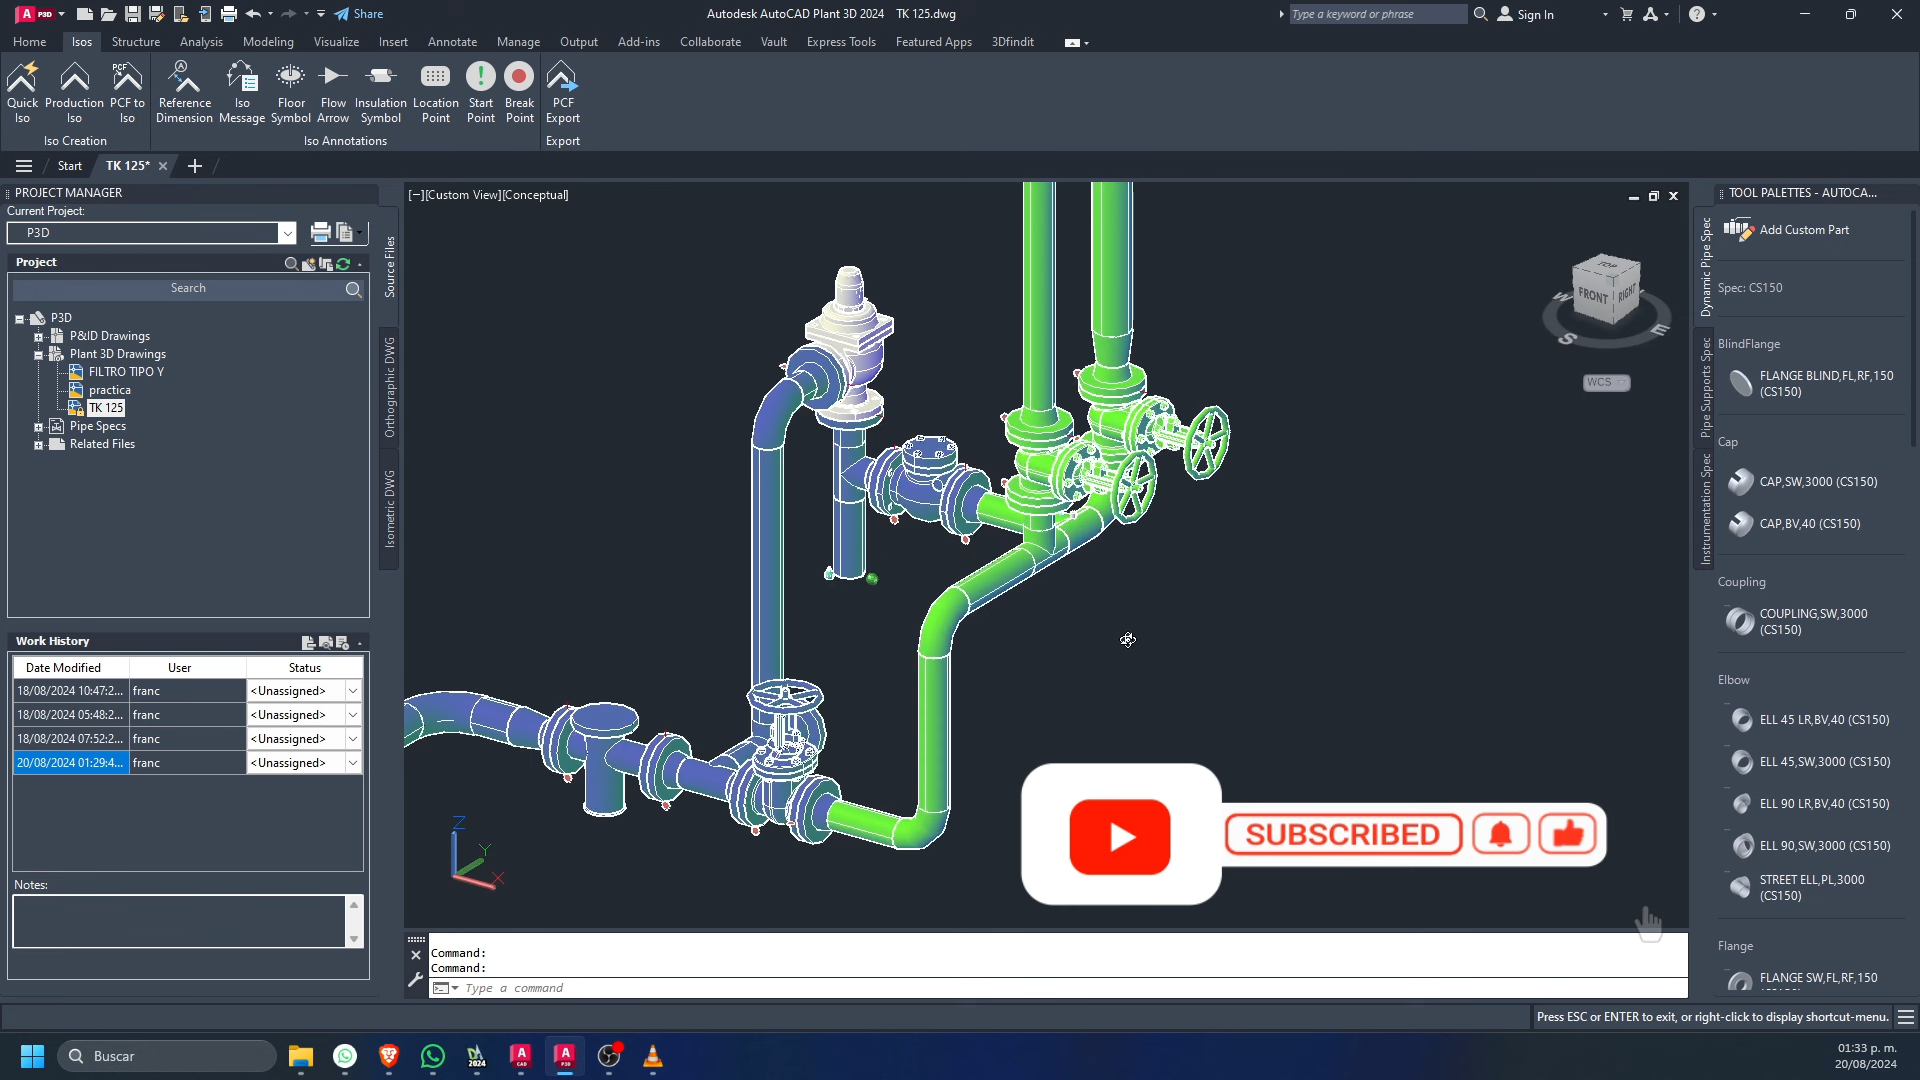 A P3D
Share
Autodesk AutoCAD Plant 3D 2024 TK 125.dwg
Type a keyword or phrase
Sign In
Home Isos Structure Analysis Modeling Visualize Insert Annotate Manage Output Add-ins Collaborate Vault Express Tools Featured Apps 3Dfindit
Quick Iso
Production Iso
PCF to Iso
Reference Dimension
Iso Message
Floor Symbol
Flow Arrow
Insulation Symbol
Location Point
Start Point
Break Point
PCF Export
Iso Creation
Iso Annotations
Export
Start
TK 125*
PROJECT MANAGER
Current Project:
P3D
Project
Search
P3D
P&ID Drawings
Plant 3D Drawings
FILTRO TIPO Y
practica
TK 125
Pipe Specs
Related Files
Source Files
Orthographic DWG
Isometric DWG
Work History
Date Modified User Status
18/08/2024 10:47:2... franc <Unassigned>
18/08/2024 05:48:2... franc <Unassigned>
18/08/2024 07:52:2... franc <Unassigned>
20/08/2024 01:29:4... franc <Unassigned>
Notes:
[−][Custom View][Conceptual]
TOP
FRONT
RIGHT
W
S
E
WCS
Z
Y
X
SUBSCRIBED
Command:
Command:
Type a command
TOOL PALETTES - AUTOCA...
Dynamic Pipe Spec
Pipe Supports Spec
Instrumentation Spec
Add Custom Part
Spec: CS150
BlindFlange
FLANGE BLIND,FL,RF,150
(CS150)
Cap
CAP,SW,3000 (CS150)
CAP,BV,40 (CS150)
Coupling
COUPLING,SW,3000
(CS150)
Elbow
ELL 45 LR,BV,40 (CS150)
ELL 45,SW,3000 (CS150)
ELL 90 LR,BV,40 (CS150)
ELL 90,SW,3000 (CS150)
STREET ELL,PL,3000
(CS150)
Flange
FLANGE SW,FL,RF,150
Press ESC or ENTER to exit, or right-click to display shortcut-menu.
Buscar
2024
CAD
P3D
01:33 p. m.
20/08/2024